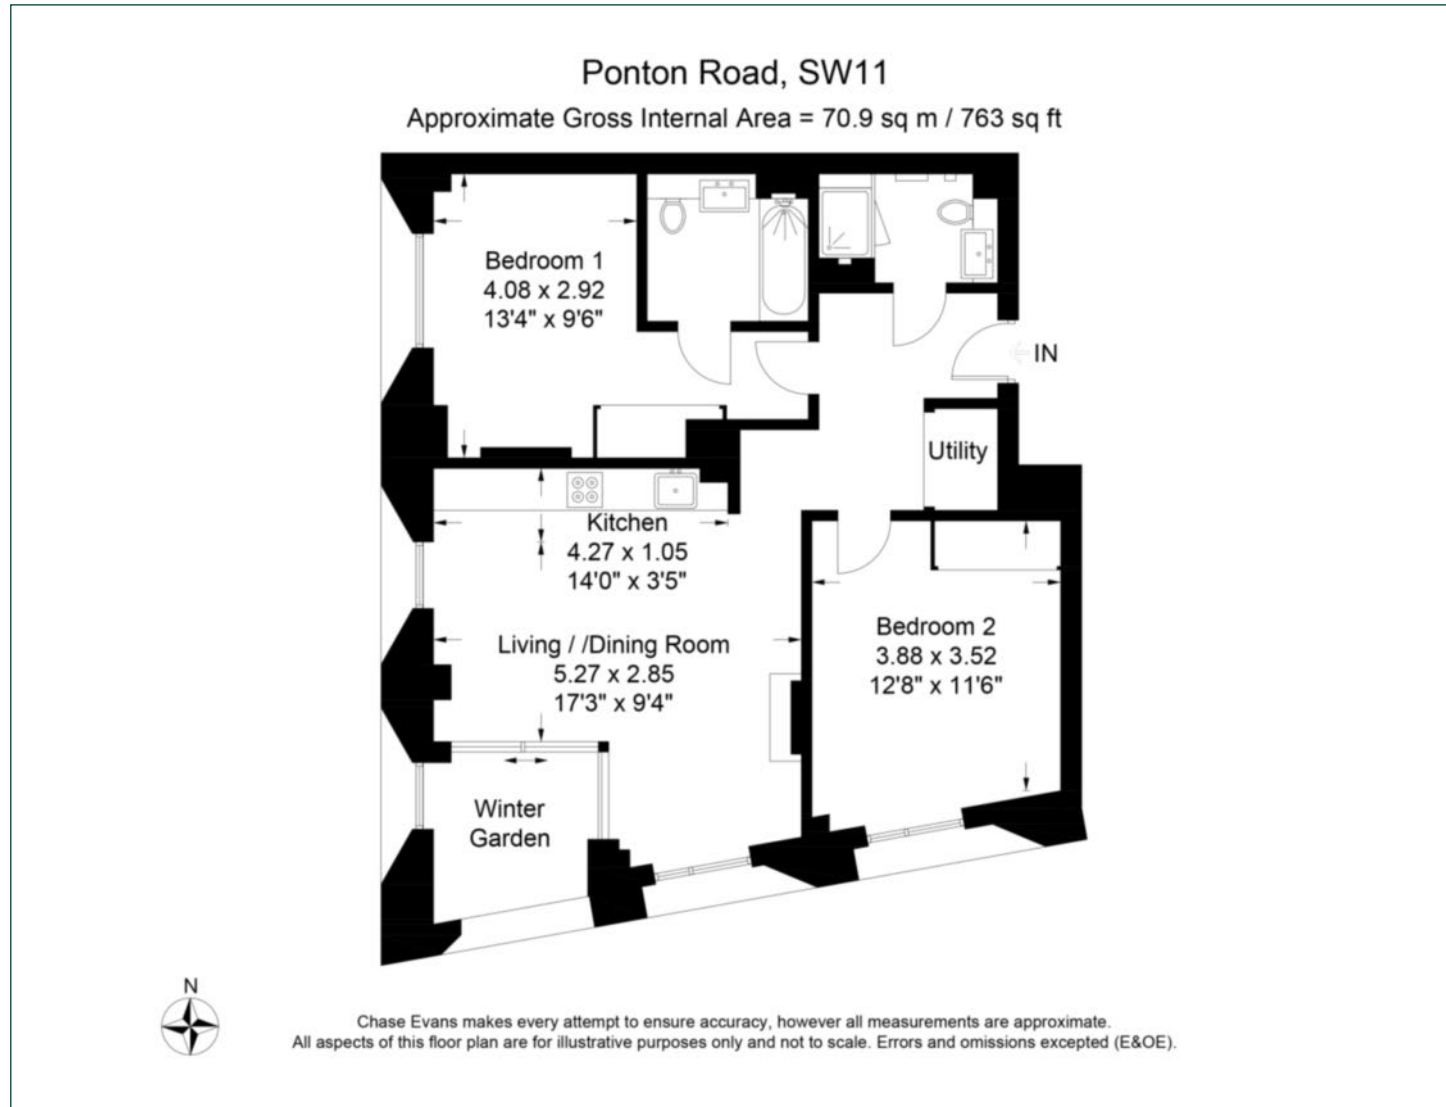 Ponton Road, SW11
Approximate Gross Internal Area = 70.9 sq m / 763 sq ft
Bedroom 1
4.08 x 2.92
13'4" x 9'6"
IN
Utility
Kitchen
4.27 x 1.05
14'0" x 3'5"
Living / /Dining Room
5.27 x 2.85
17'3" x 9'4"
Bedroom 2
3.88 x 3.52
12'8" x 11'6"
Winter
Garden
N
Chase Evans makes every attempt to ensure accuracy, however all measurements are approximate.
All aspects of this floor plan are for illustrative purposes only and not to scale. Errors and omissions excepted (E&OE).